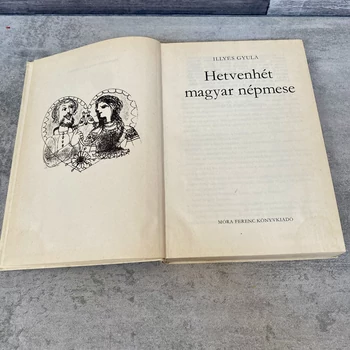 ILLYÉS GYULA
Hetvenhét
magyar népmese
MÓRA FERENC KÖNYVKIADÓ